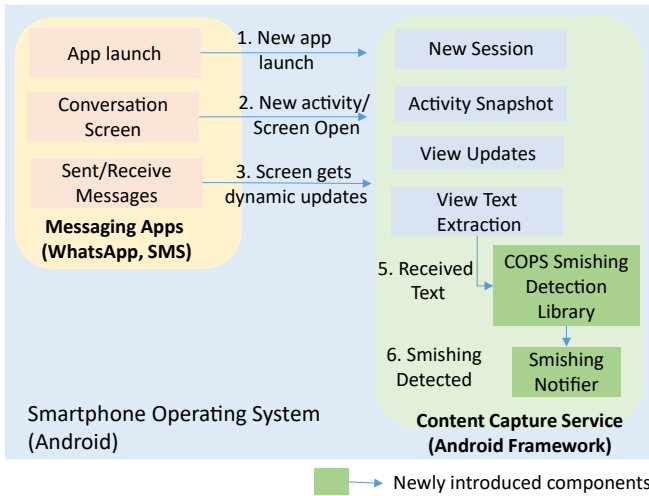 App launch
1. New app
launch
New Session
Conversation
Screen
2. New activity/
Screen Open
Activity Snapshot
View Updates
Sent/Receive
Messages
3. Screen gets
dynamic updates
View Text
Extraction
Messaging Apps
(WhatsApp, SMS)
5. Received
Text
COPS Smishing
Detection
Library
6. Smishing
Detected
Smishing
Notifier
Smartphone Operating System
(Android)
Content Capture Service
(Android Framework)
Newly introduced components